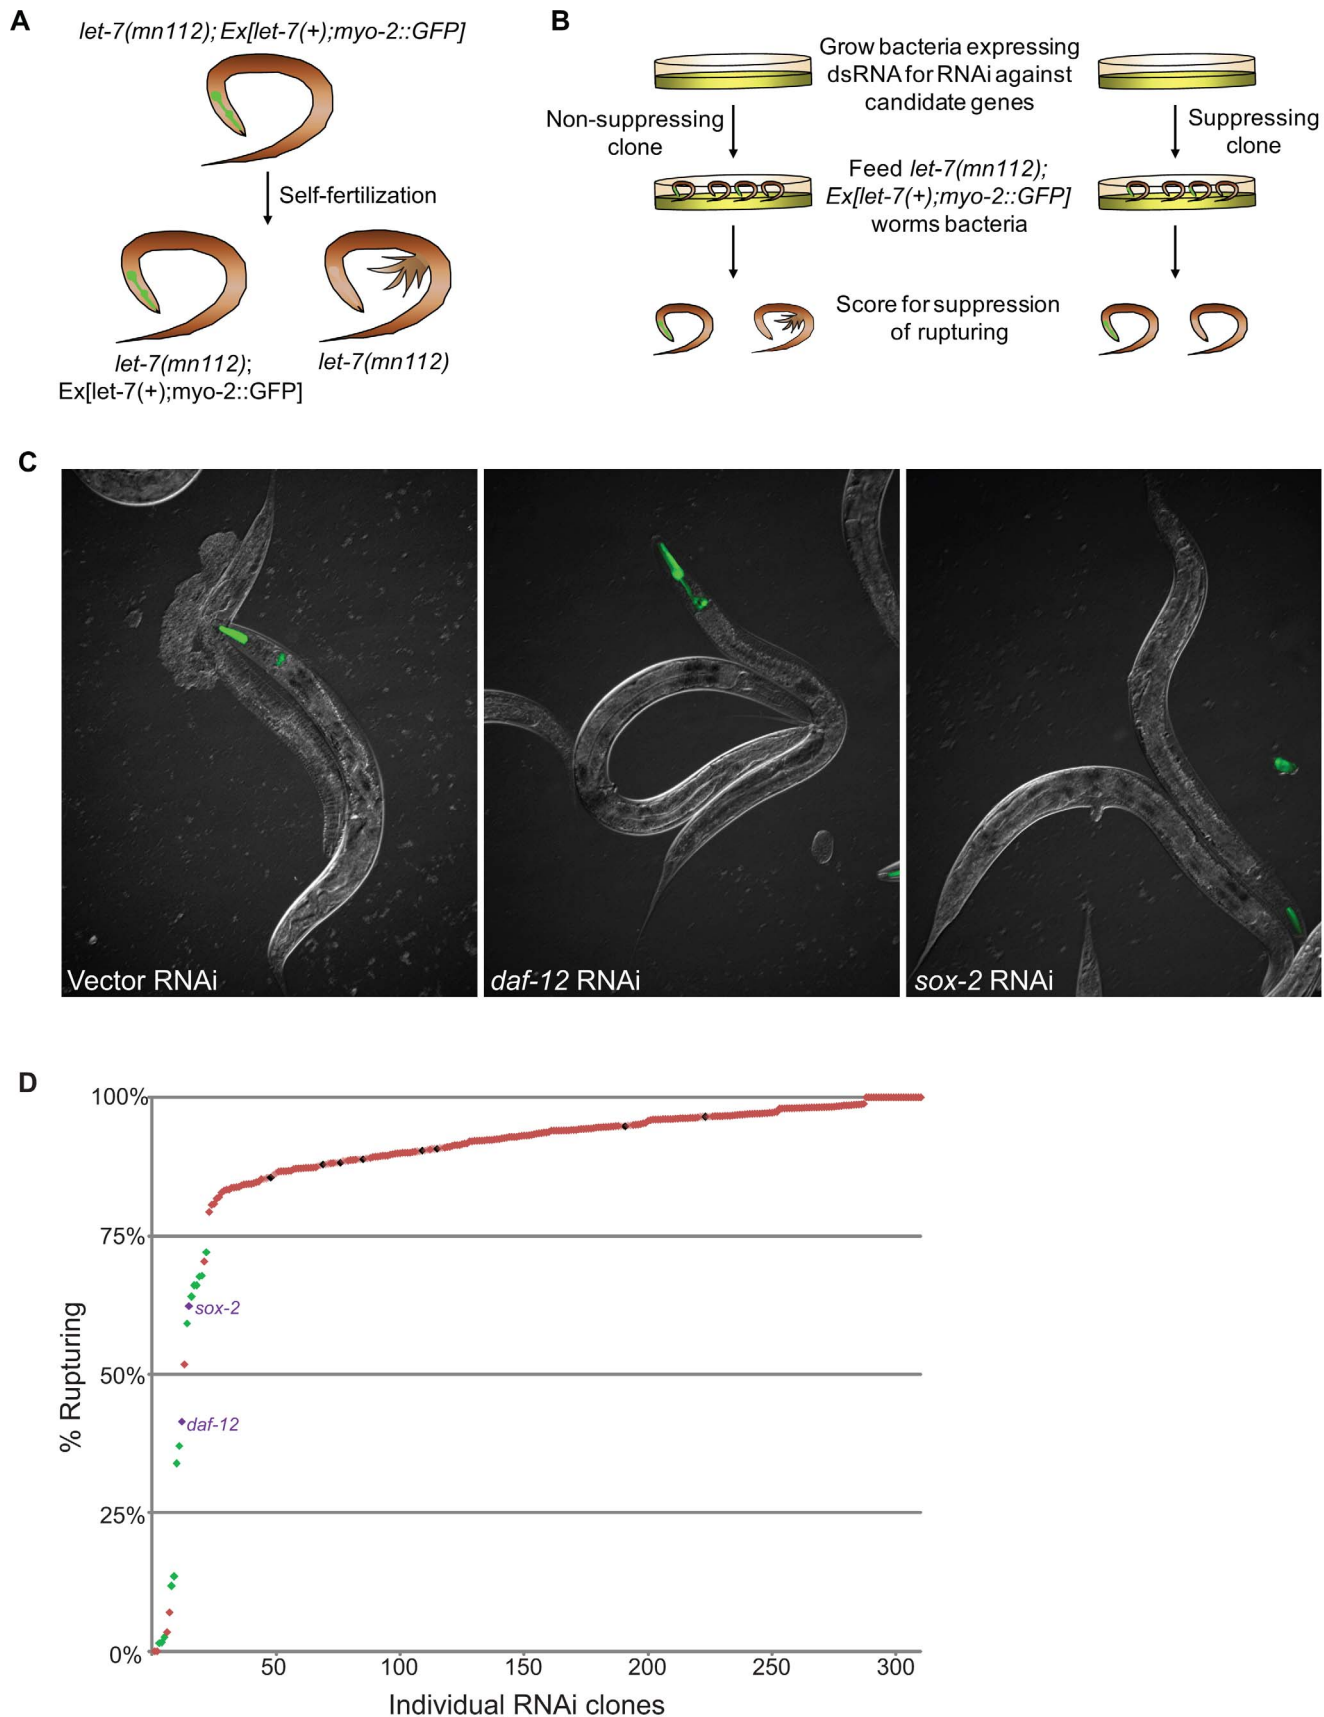 A
let-7(mn112); Ex[let-7(+);myo-2::GFP]
Self-fertilization
let-7(mn112);
Ex[let-7(+);myo-2::GFP]
let-7(mn112)
B
Grow bacteria expressing
dsRNA for RNAi against
candidate genes
Non-suppressing
clone
Suppressing
clone
Feed let-7(mn112);
Ex[let-7(+);myo-2::GFP]
worms bacteria
Score for suppression
of rupturing
C
Vector RNAi
daf-12 RNAi
sox-2 RNAi
D
100%
75%
50%
25%
0%
% Rupturing
sox-2
daf-12
50
100
150
200
250
300
Individual RNAi clones